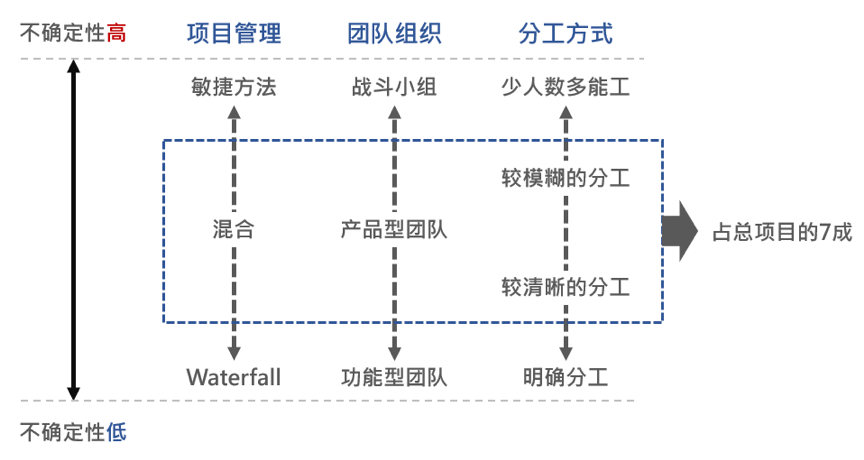 不确定性高
项目管理
团队组织
分工方式
敏捷方法
战斗小组
少人数多能工
较模糊的分工
混合
产品型团队
占总项目的7成
较清晰的分工
Waterfall
功能型团队
明确分工
不确定性低